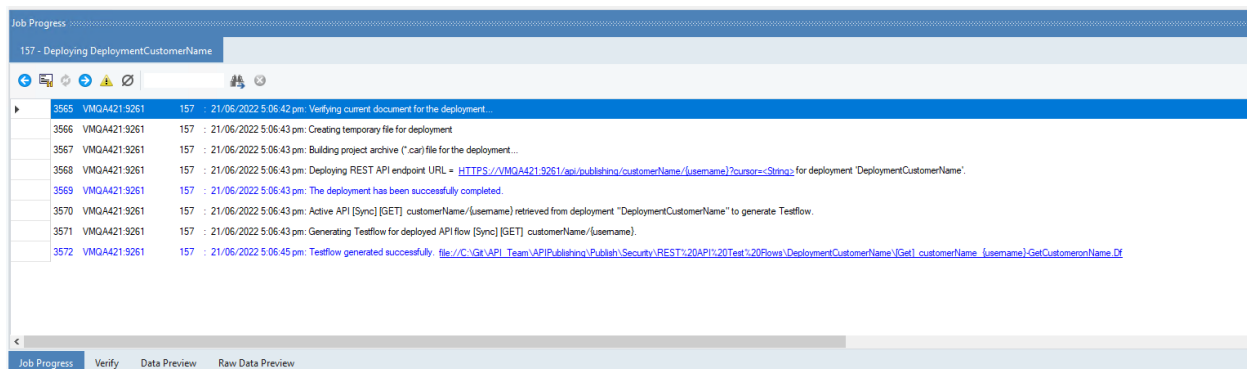 Job Progress
157 - Deploying DeploymentCustomerName
3565 VMQA421:9261 157 : 21/06/2022 5:06:42 pm: Verifying current document for the deployment...
3566 VMQA421:9261 157 : 21/06/2022 5:06:43 pm: Creating temporary file for deployment
3567 VMQA421:9261 157 : 21/06/2022 5:06:43 pm: Building project archive (*.car) file for the deployment...
3568 VMQA421:9261 157 : 21/06/2022 5:06:43 pm: Deploying REST API endpoint URL = HTTPS://VMQA421:9261/api/publishing/customerName/{username}?cursor=<String> for deployment 'DeploymentCustomerName'.
3569 VMQA421:9261 157 : 21/06/2022 5:06:43 pm: The deployment has been successfully completed.
3570 VMQA421:9261 157 : 21/06/2022 5:06:43 pm: Active API [Sync] [GET] customerName/{username} retrieved from deployment "DeploymentCustomerName" to generate Testflow.
3571 VMQA421:9261 157 : 21/06/2022 5:06:43 pm: Generating Testflow for deployed API flow [Sync] [GET] customerName/{username}.
3572 VMQA421:9261 157 : 21/06/2022 5:06:45 pm: Testflow generated successfully. file://C:\Git\API_Team\APIPublishing\Publish\Security\REST%20API%20Test%20Flows\DeploymentCustomerName\[Get]_customerName_{username}-GetCustomeronName.Df
Job Progress Verify Data Preview Raw Data Preview